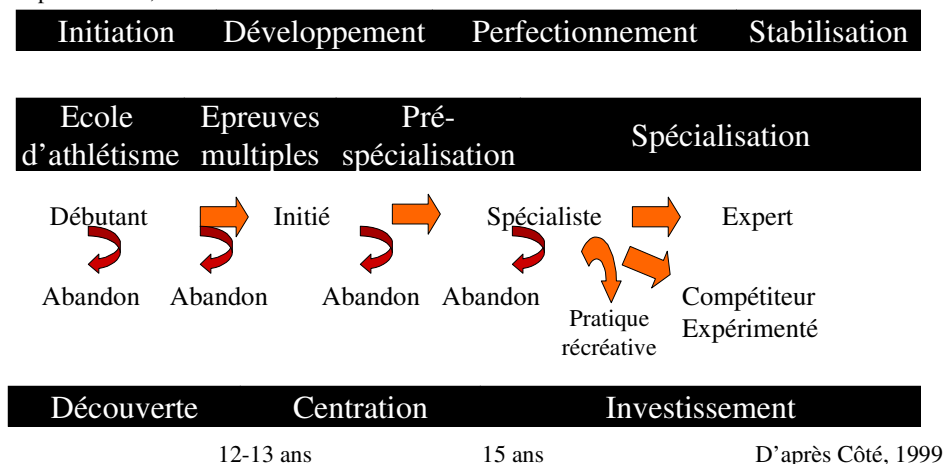 Initiation Développement Perfectionnement Stabilisation
Ecole d'athlétisme
Epreuves multiples
Pré-spécialisation
Spécialisation
Débutant Initié Spécialiste Expert
Abandon Abandon Abandon Abandon
Pratique récréative
Compétiteur Expérimenté
Découverte Centration Investissement
12-13 ans 15 ans D'après Côté, 1999